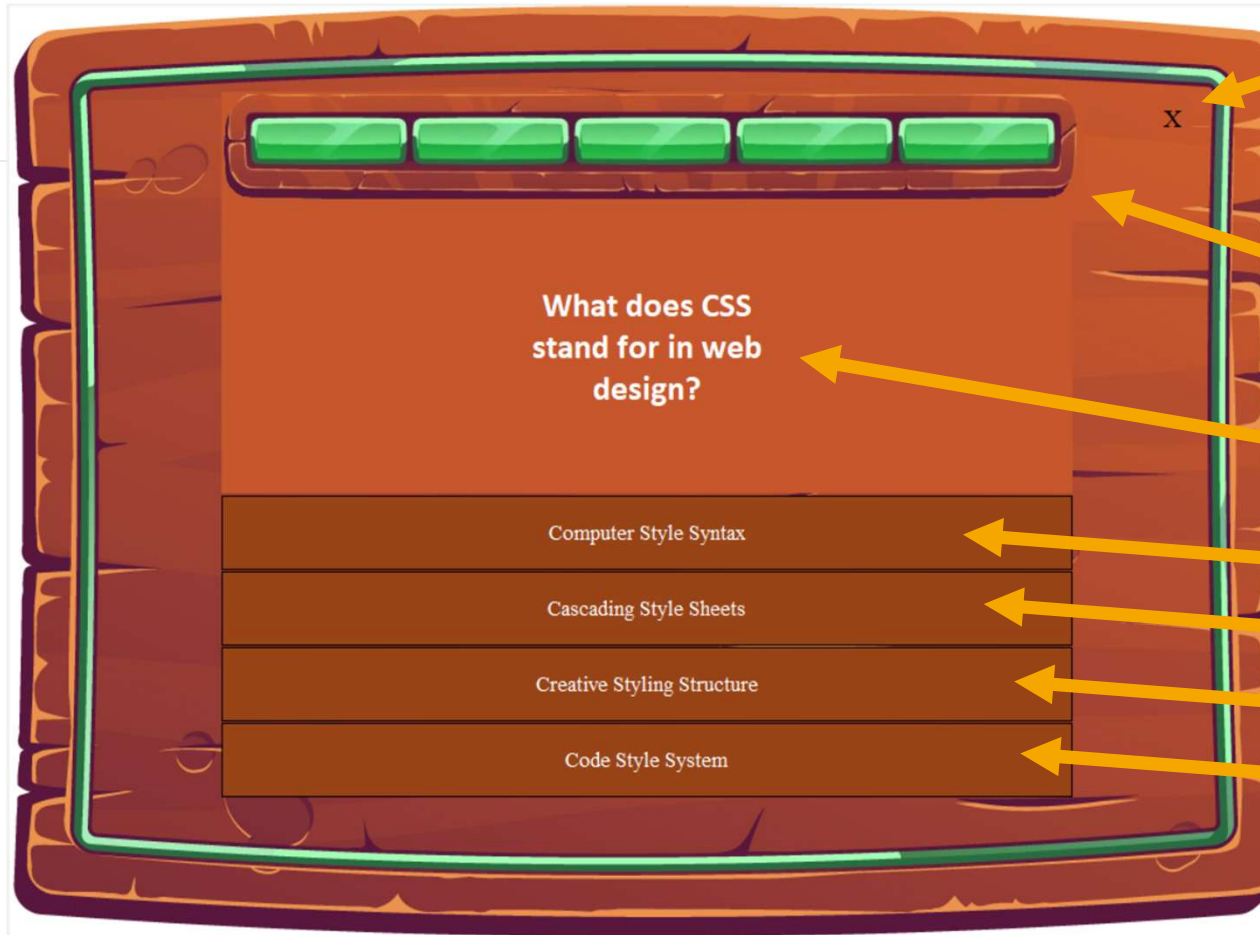 X
What does CSS
stand for in web
design?
Computer Style Syntax
Cascading Style Sheets
Creative Styling Structure
Code Style System